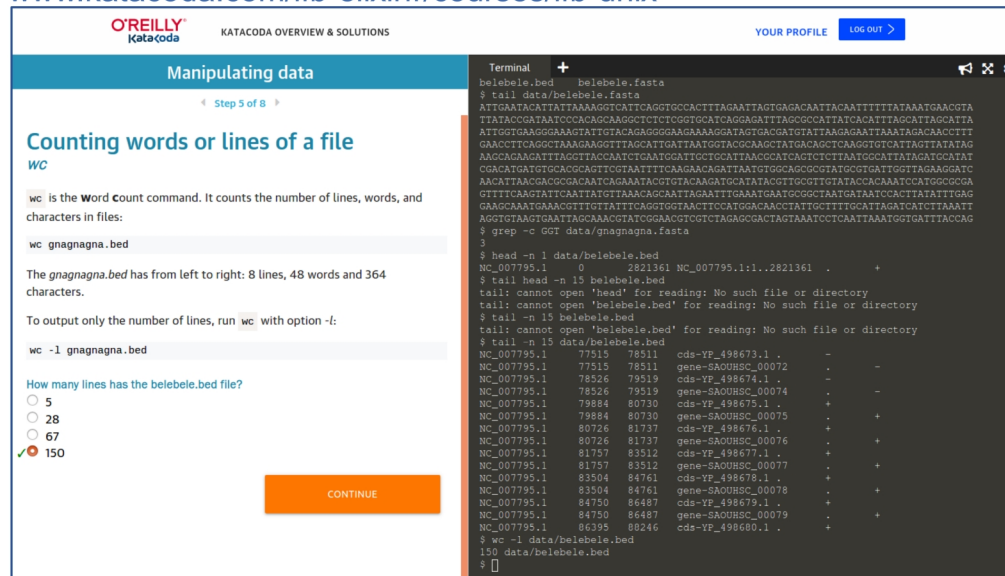 O'REILLY®
Katacoda
KATACODA OVERVIEW & SOLUTIONS
YOUR PROFILE
LOG OUT
Manipulating data
Step 5 of 8
Counting words or lines of a file
wc
wc is the Word count command. It counts the number of lines, words, and
characters in files:
wc gnagnagna.bed
The gnagnagna.bed has from left to right: 8 lines, 48 words and 364
characters.
To output only the number of lines, run wc with option -l:
wc -l gnagnagna.bed
How many lines has the belebele.bed file?
5
28
67
150
CONTINUE
Terminal +
belebele.bed belebele.fasta
$ tail data/belebele.fasta
$ grep -c GGT data/gnagnagna.fasta
3
$ head -n 1 data/belebele.bed
NC_007795.1 0 2821361 NC_007795.1:1..2821361 . +
$ tail head -n 15 belebele.bed
tail: cannot open 'head' for reading: No such file or directory
tail: cannot open 'belebele.bed' for reading: No such file or directory
$ tail -n 15 belebele.bed
tail: cannot open 'belebele.bed' for reading: No such file or directory
$ tail -n 15 data/belebele.bed
NC_007795.1 77515 78511 cds-YP_498673.1 . -
NC_007795.1 77515 78511 gene-SAOUHSC_00072 . -
NC_007795.1 78526 79519 cds-YP_498674.1 . -
NC_007795.1 78526 79519 gene-SAOUHSC_00074 . -
NC_007795.1 79884 80730 cds-YP_498675.1 . +
NC_007795.1 79884 80730 gene-SAOUHSC_00075 . +
NC_007795.1 80726 81737 cds-YP_498676.1 . +
NC_007795.1 80726 81737 gene-SAOUHSC_00076 . +
NC_007795.1 81757 83512 cds-YP_498677.1 . +
NC_007795.1 81757 83512 gene-SAOUHSC_00077 . +
NC_007795.1 83504 84761 cds-YP_498678.1 . +
NC_007795.1 83504 84761 gene-SAOUHSC_00078 . +
NC_007795.1 84750 86487 cds-YP_498679.1 . +
NC_007795.1 84750 86487 gene-SAOUHSC_00079 . +
NC_007795.1 86395 88246 cds-YP_498680.1 . +
$ wc -l data/belebele.bed
150 data/belebele.bed
$